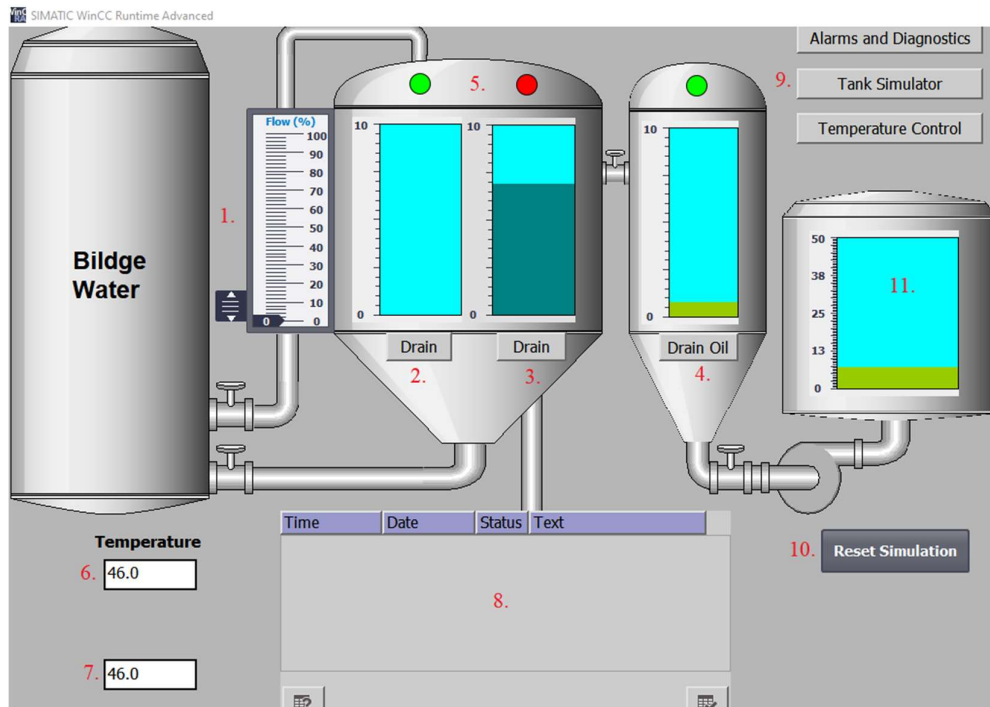 SIMATIC WinCC Runtime Advanced
Alarms and Diagnostics
5.
9.
Tank Simulator
Flow (%)
100
90
80
70
60
50
40
30
20
10
0
0
10
0
10
0
10
0
Temperature Control
1.
Bildge
Water
50
38
25
13
0
11.
Drain
Drain
Drain Oil
2.
3.
4.
Time Date Status Text
Temperature
6. 46.0
8.
10. Reset Simulation
7. 46.0